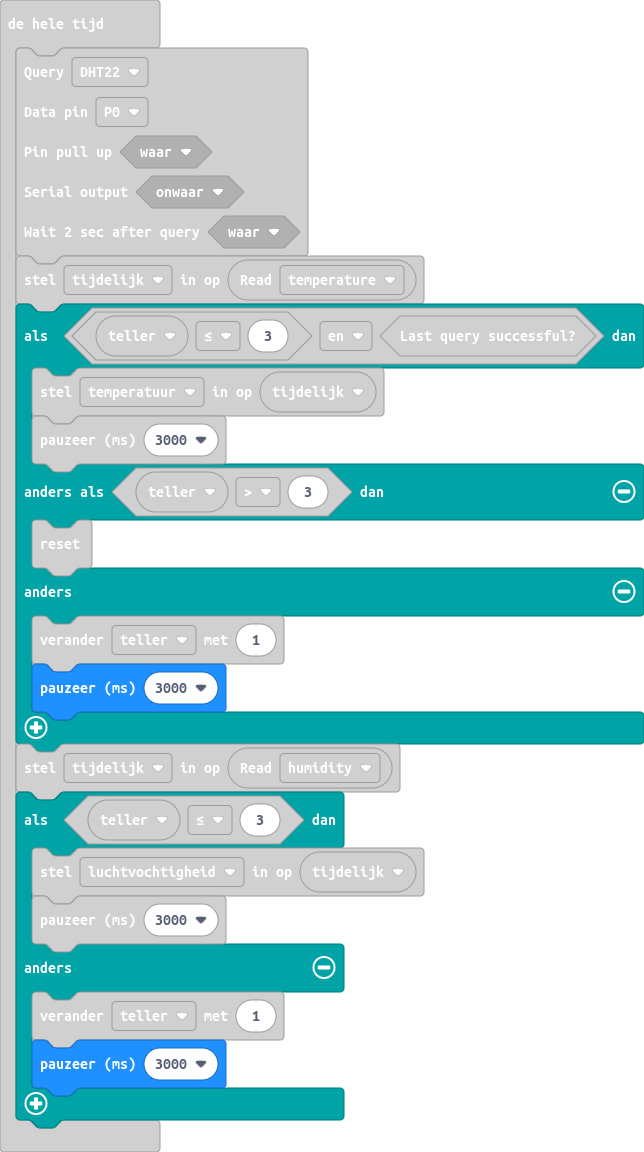 de hele tijd
Query DHT22
Data pin P0
Pin pull up waar
Serial output onwaar
Wait 2 sec after query waar
stel tijdelijk in op Read temperature
als teller ≤ 3 en Last query successful? dan
stel temperatuur in op tijdelijk
pauzeer (ms) 3000
anders als teller > 3 dan
reset
anders
verander teller met 1
pauzeer (ms) 3000
stel tijdelijk in op Read humidity
als teller ≤ 3 dan
stel luchtvochtigheid in op tijdelijk
pauzeer (ms) 3000
anders
verander teller met 1
pauzeer (ms) 3000